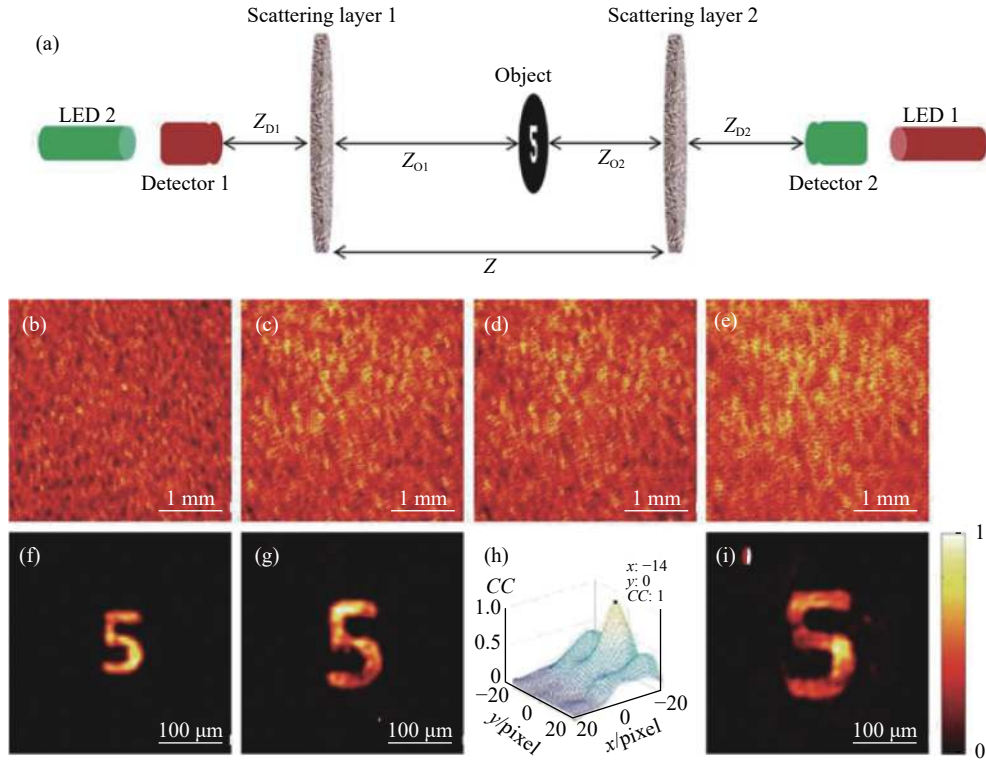 Scattering layer 1
Scattering layer 2
(a)
Object
LED 2
Z_D1
Z_D2
LED 1
5
Z_O1
Z_O2
Detector 1
Detector 2
Z
(b)
(c)
(d)
(e)
1 mm
1 mm
1 mm
1 mm
(f)
(g)
(h)
x: −14
y: 0
CC: 1
(i)
1
CC
1.0
0.5
0
−20
0
20
y/pixel
20
0
−20
x/pixel
5
5
5
100 μm
100 μm
100 μm
0